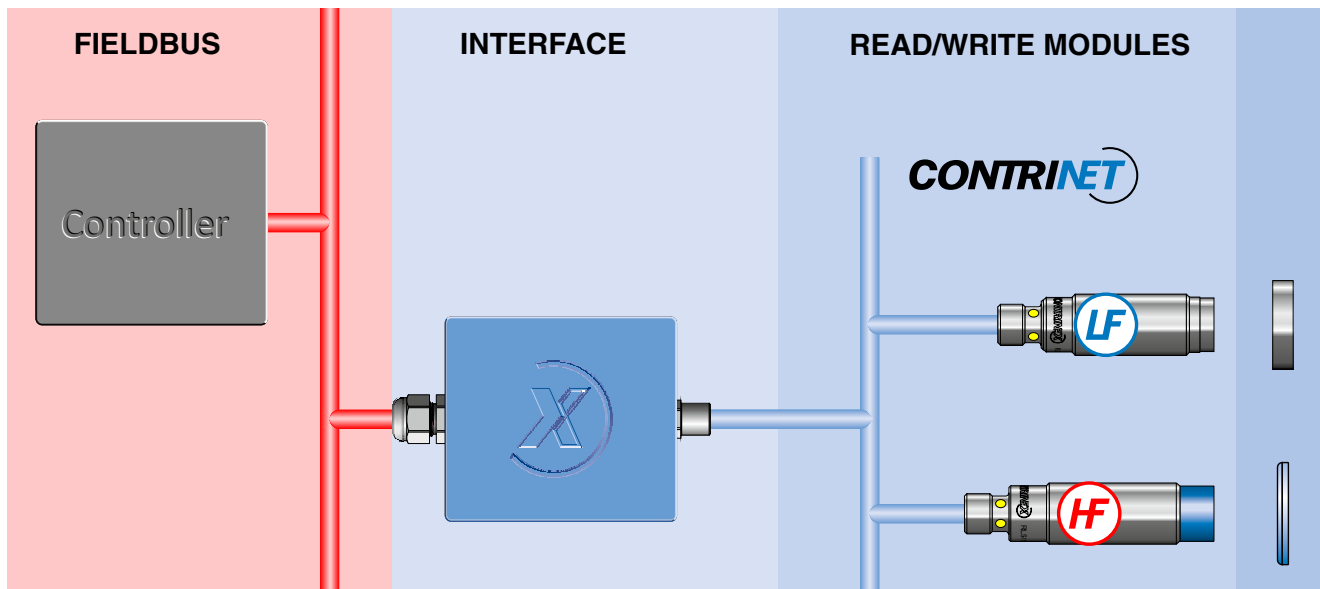 FIELDBUS
INTERFACE
READ/WRITE MODULES
CONTRINET
Controller
LF
HF